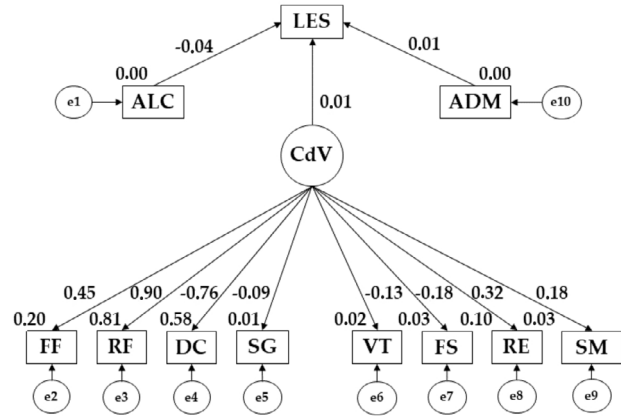 LES
-0.04 0.01
0.00 0.00
e1 ALC 0.01 ADM e10
CdV
0.45 0.90 -0.76 -0.09 -0.13 -0.18 0.32 0.18
0.20 0.81 0.58 0.01 0.02 0.03 0.10 0.03
FF RF DC SG VT FS RE SM
e2 e3 e4 e5 e6 e7 e8 e9